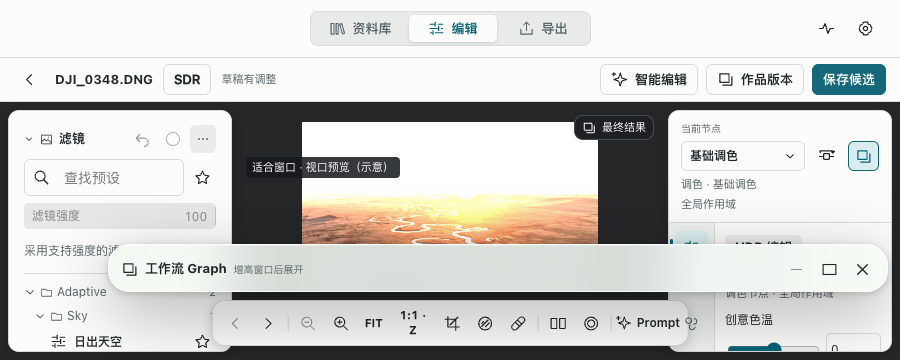 资料库
编辑
导出
DJI_0348.DNG
SDR
草稿有调整
智能编辑
作品版本
保存候选
滤镜
查找预设
滤镜强度
100
采用支持强度的
Adaptive
Sky
日出天空
最终结果
适合窗口 · 视口预览（示意）
当前节点
基础调色
调色 · 基础调色
全局作用域
工作流 Graph
增高窗口后展开
FIT
1:1 ·
Z
Prompt
调色节点 · 全局作用域
创意色温
0